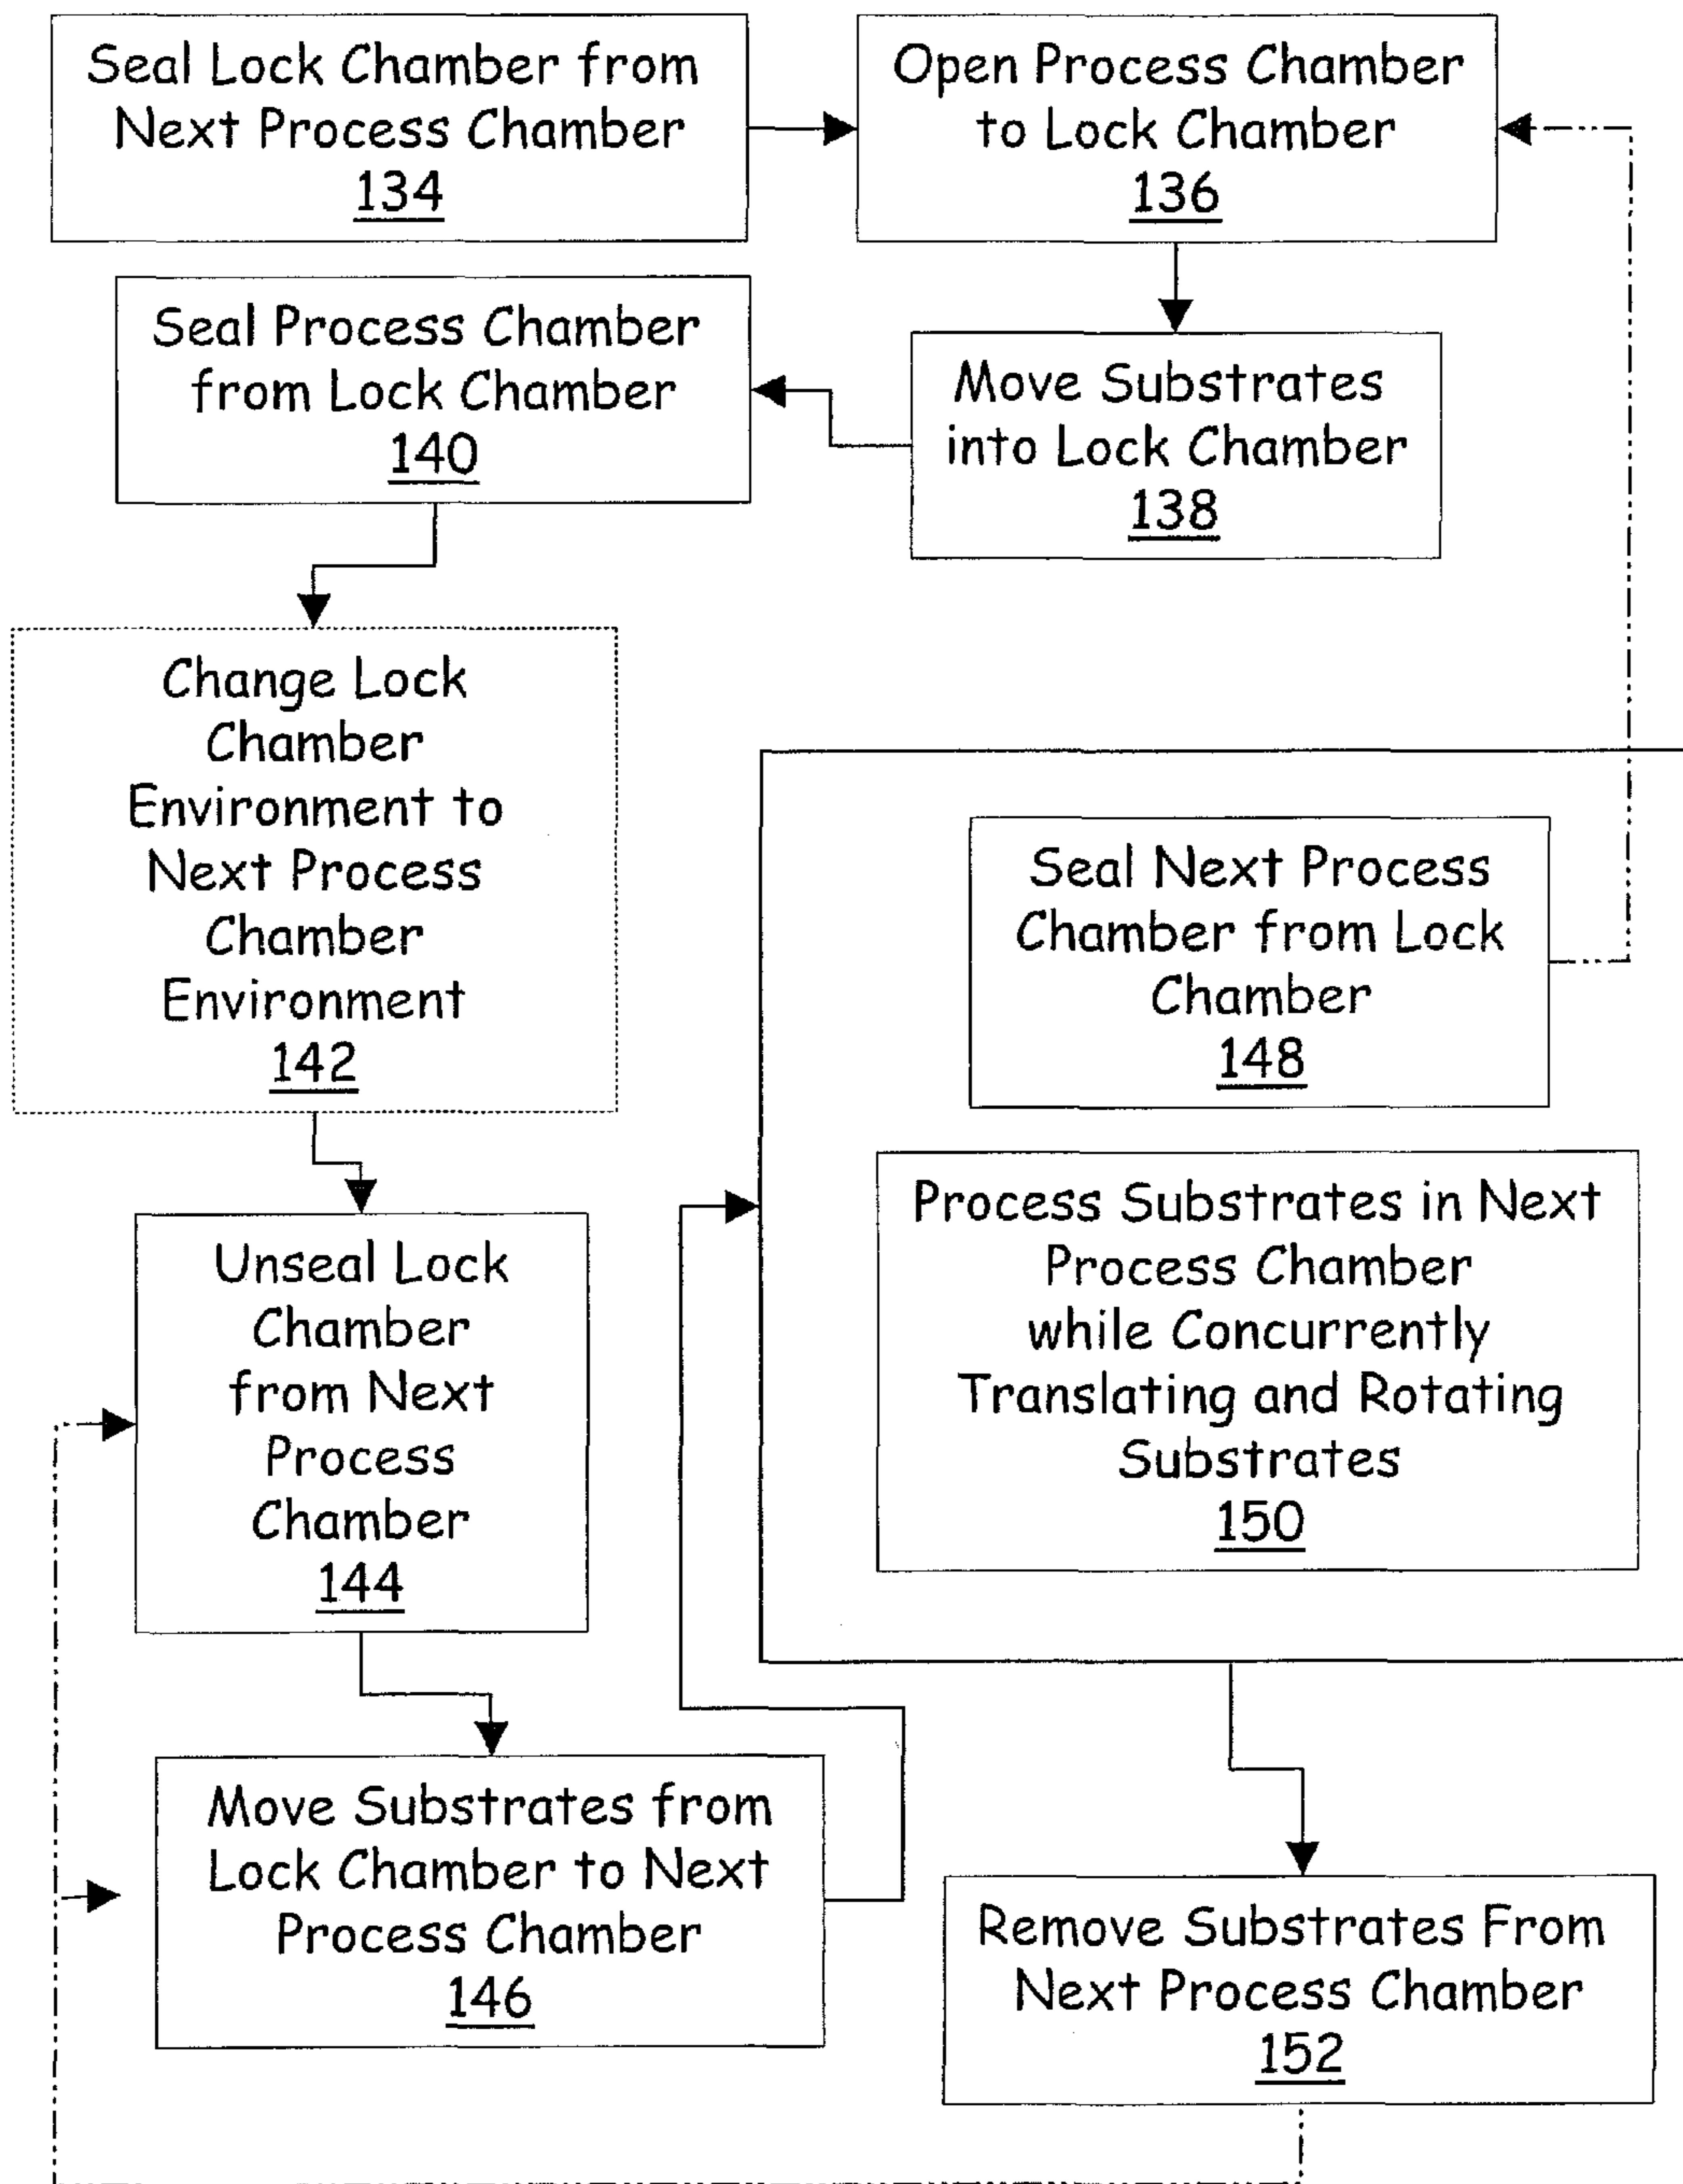 Seal Lock Chamber from
Next Process Chamber
134
Open Process Chamber
to Lock Chamber
136
Seal Process Chamber
from Lock Chamber
140
Move Substrates
into Lock Chamber
138
Change Lock
Chamber
Environment to
Next Process
Chamber
Environment
142
Seal Next Process
Chamber from Lock
Chamber
148
Process Substrates in Next
Process Chamber
while Concurrently
Translating and Rotating
Substrates
150
Unseal Lock
Chamber
from Next
Process
Chamber
144
Move Substrates from
Lock Chamber to Next
Process Chamber
146
Remove Substrates From
Next Process Chamber
152